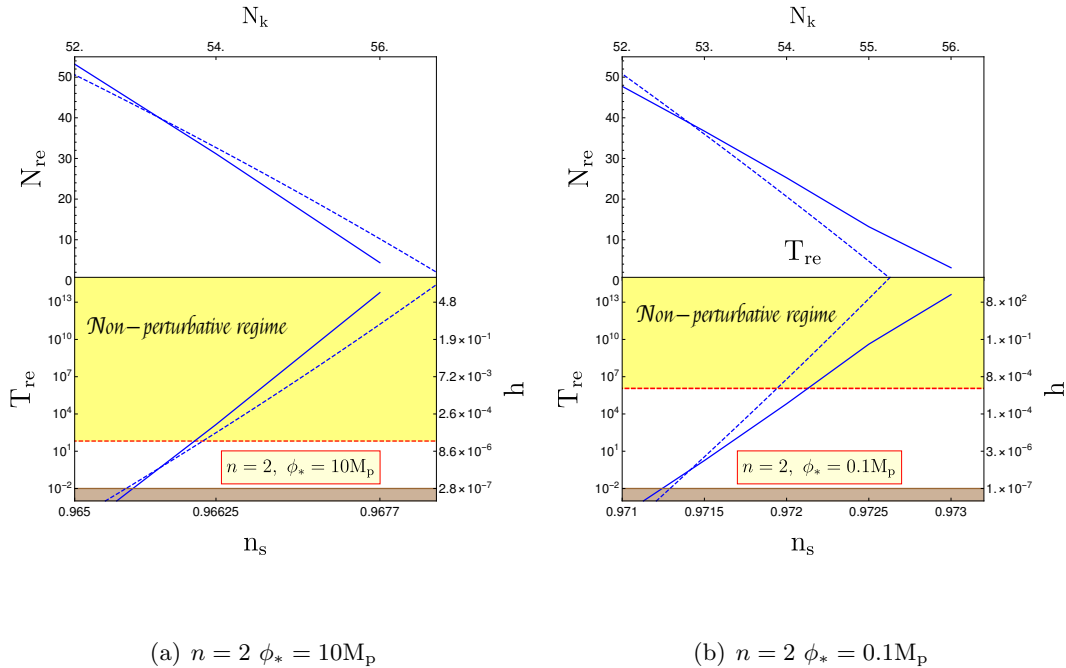 N_k
52. 54. 56.
N_re
50
40
30
20
10
0
10^13
10^10
10^7
10^4
10^1
10^-2
T_re
Non-perturbative regime
n = 2, ϕ_* = 10M_p
4.8
1.9×10^-1
7.2×10^-3
2.6×10^-4
8.6×10^-6
2.8×10^-7
h
0.965 0.96625 0.9677
n_s
(a) n = 2 ϕ_* = 10M_p
N_k
52. 53. 54. 55. 56.
N_re
50
40
30
20
10
0
T_re
10^13
10^10
10^7
10^4
10^1
10^-2
T_re
Non-perturbative regime
n = 2, ϕ_* = 0.1M_p
8.×10^2
1.×10^-1
8.×10^-4
1.×10^-4
3.×10^-6
1.×10^-7
h
0.971 0.9715 0.972 0.9725 0.973
n_s
(b) n = 2 ϕ_* = 0.1M_p